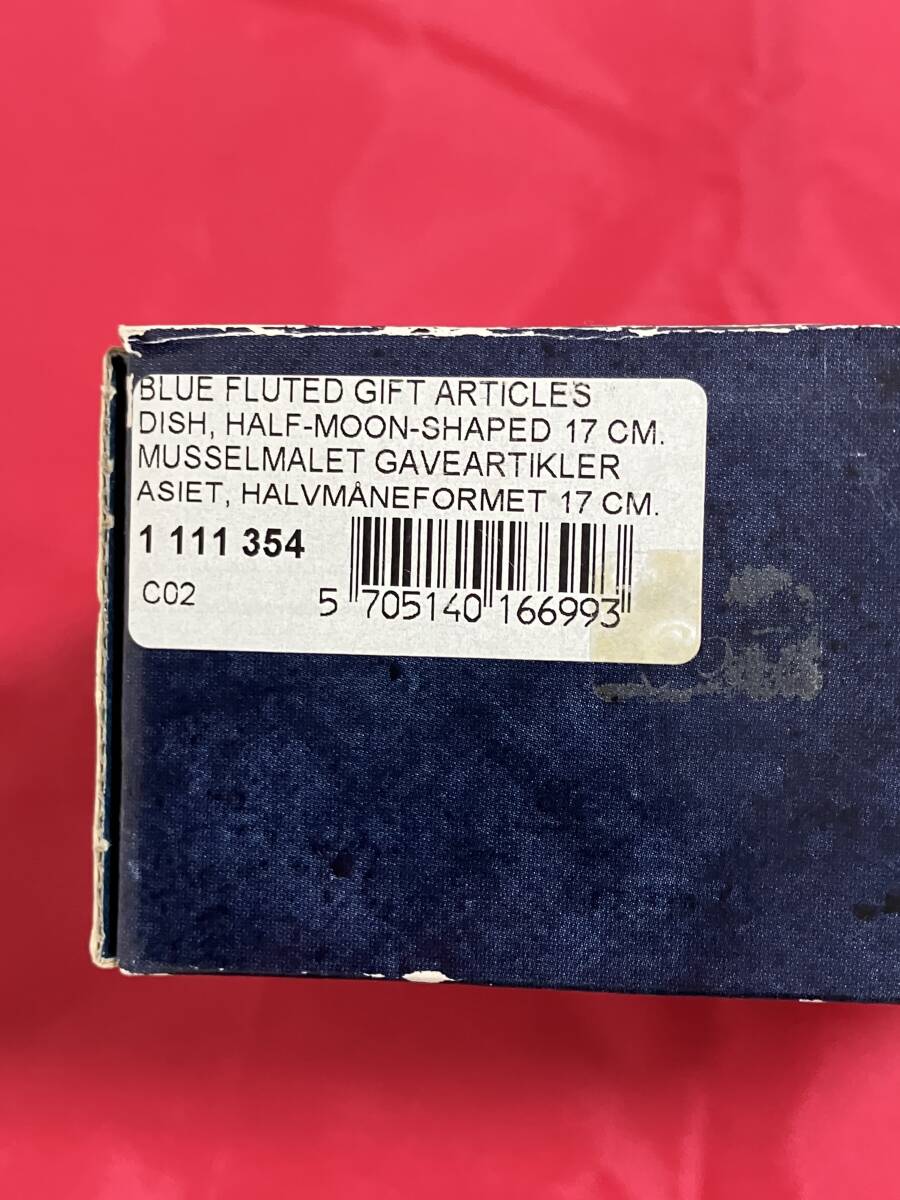 BLUE FLUTED GIFT ARTICLES
DISH, HALF-MOON-SHAPED 17 CM.
MUSSELMALET GAVEARTIKLER
ASIET, HALVMÅNEFORMET 17 CM.
1 111 354
C02
5 705140 166993